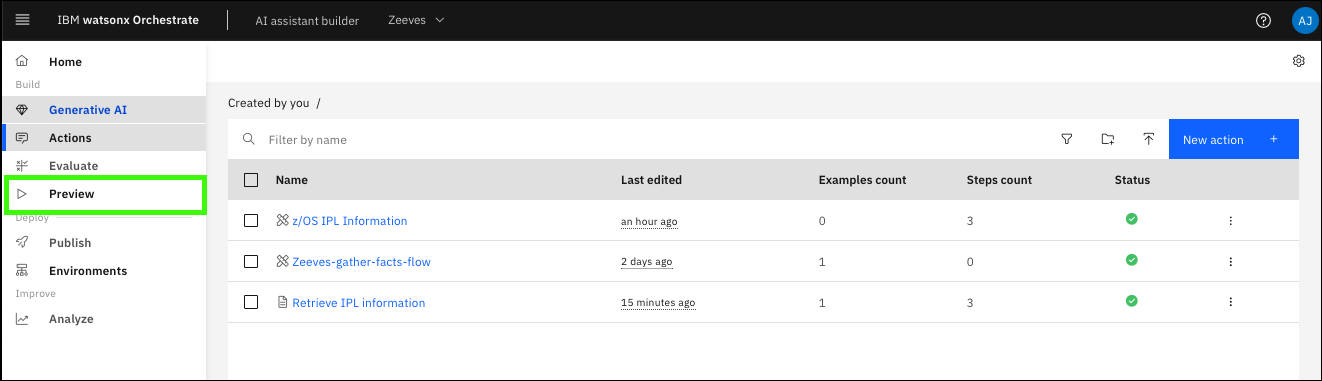 IBM watsonx Orchestrate AI assistant builder Zeeves AJ
Home
Build
Generative AI
Actions
Evaluate
Preview
Deploy
Publish
Environments
Improve
Analyze
Created by you /
Filter by name New action +
Name Last edited Examples count Steps count Status
z/OS IPL Information an hour ago 0 3
Zeeves-gather-facts-flow 2 days ago 1 0
Retrieve IPL information 15 minutes ago 1 3